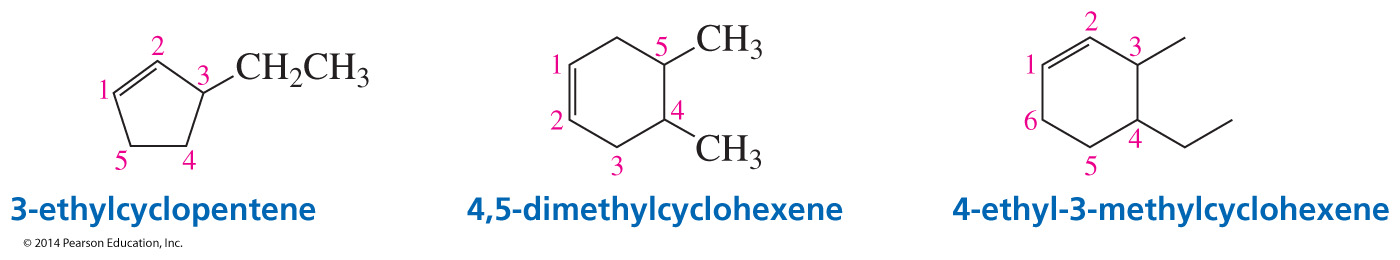 1
2
3
4
5
CH₂CH₃
1
2
3
4
5
CH₃
CH₃
1
2
3
4
5
6
3-ethylcyclopentene
4,5-dimethylcyclohexene
4-ethyl-3-methylcyclohexene
© 2014 Pearson Education, Inc.